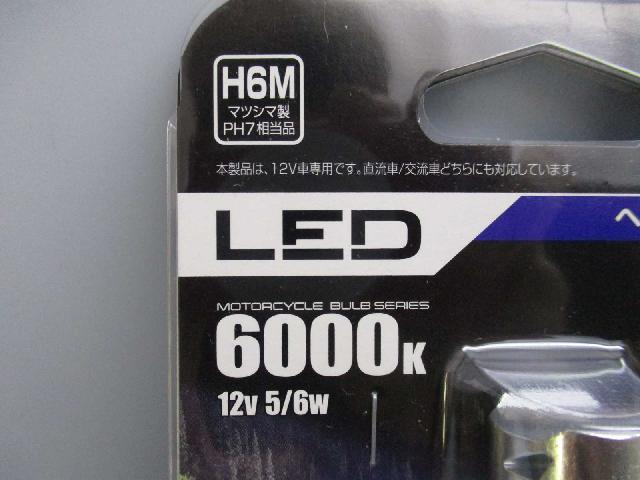 H6M
マツシマ製
PH7相当品
本製品は、12V車専用です。直流車/交流車どちらにも対応しています。
LED
ヘ
MOTORCYCLE BULB SERIES
6000K
12v 5/6w